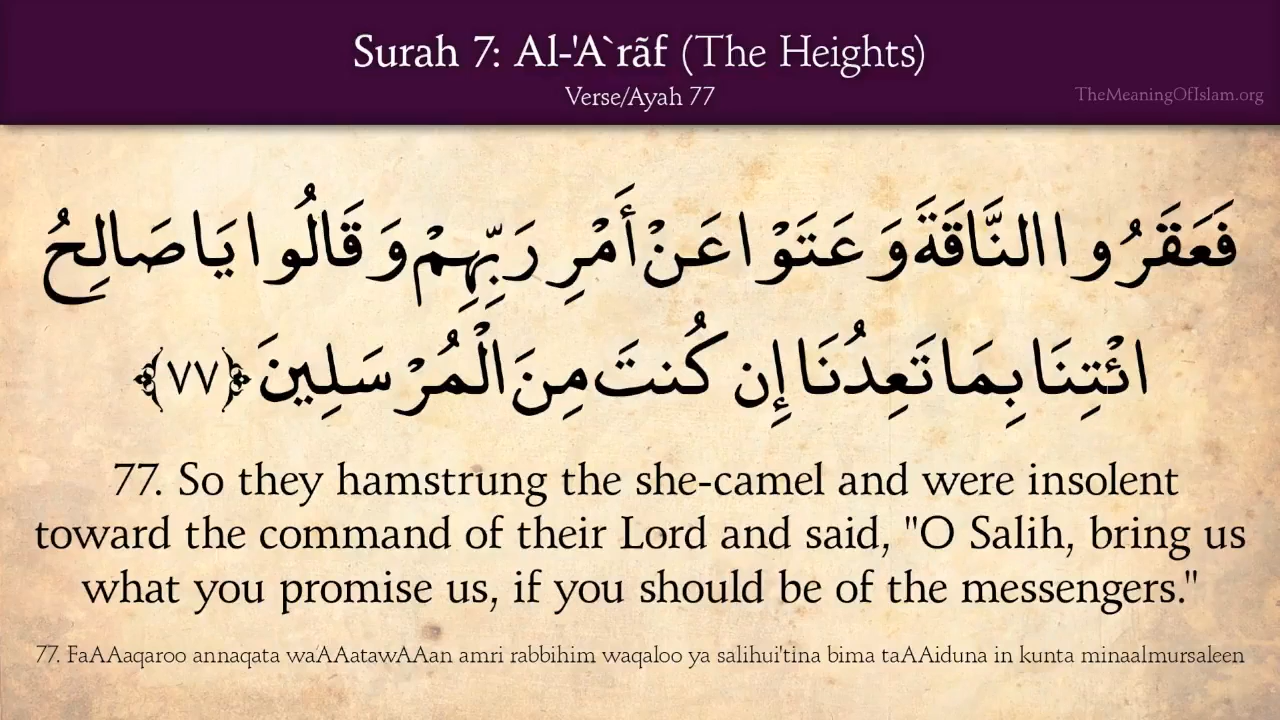 Surah 7: Al-'A`rãf (The Heights)
Verse/Ayah 77
TheMeaningOfIslam.org
فَعَقَرُوا النَّاقَةَ وَعَتَوْا عَنْ أَمْرِ رَبِّهِمْ وَقَالُوا يَا صَالِحُ
ائْتِنَا بِمَا تَعِدُنَا إِن كُنتَ مِنَ الْمُرْسَلِينَ ﴿٧٧﴾
77. So they hamstrung the she-camel and were insolent
toward the command of their Lord and said, "O Salih, bring us
what you promise us, if you should be of the messengers."
77. FaAAaqaroo annaqata waAAatawAAan amri rabbihim waqaloo ya salihui'tina bima taAAiduna in kunta minaalmursaleen